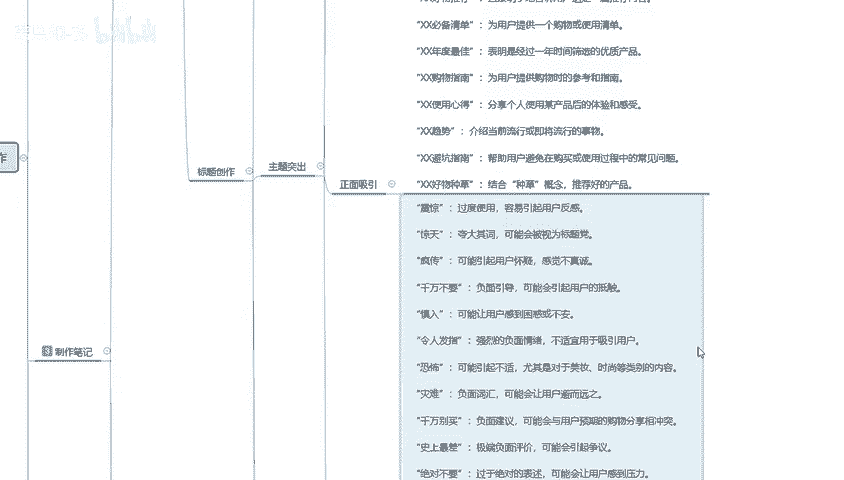 "XX必备清单"：为用户提供一个购物或使用清单。
"XX年度最佳"：表明是经过一年时间筛选的优质产品。
"XX购物指南"：为用户提供购物时的参考和指南。
"XX使用心得"：分享个人使用某产品后的体验和感受。
"XX趋势"：介绍当前流行或即将流行的事物。
"XX避坑指南"：帮助用户避免在购买或使用过程中的常见问题。
"XX好物种草"：结合"种草"概念，推荐好的产品。
作
标题创作
主题突出
正面吸引
"震惊"：过度使用，容易引起用户反感。
"惊天"：夸大其词，可能会被视为标题党。
"疯传"：可能引起用户怀疑，感觉不真诚。
"千万不要"：负面引导，可能会引起用户的抵触。
"慎入"：可能让用户感到困惑或不安。
"令人发指"：强烈的负面情绪，不适宜用于吸引用户。
3 制作笔记
"恐怖"：可能引起不适，尤其是对于美妆、时尚等类别的内容。
"灾难"：负面词汇，可能会让用户避而远之。
"千万别买"：负面建议，可能会与用户预期的购物分享相冲突。
"史上最差"：极端负面评价，可能会引起争议。
"绝对不要"：过于绝对的表述，可能会让用户感到压力。